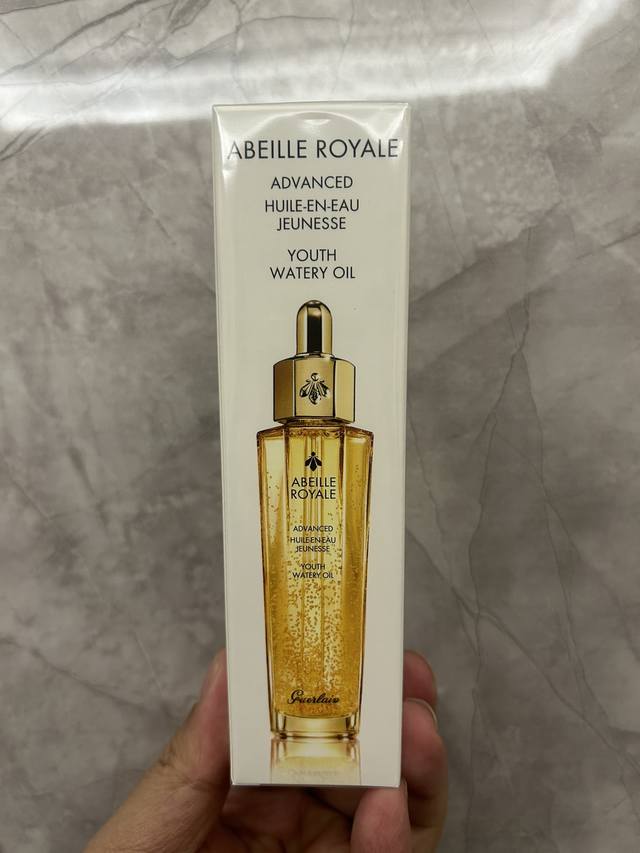 ABEILLE ROYALE
ADVANCED
HUILE-EN-EAU
JEUNESSE
YOUTH
WATERY OIL
ABEILLE
ROYALE
ADVANCED
HUILE-EN-EAU
JEUNESSE
YOUTH
WATERY OIL
Guerlain